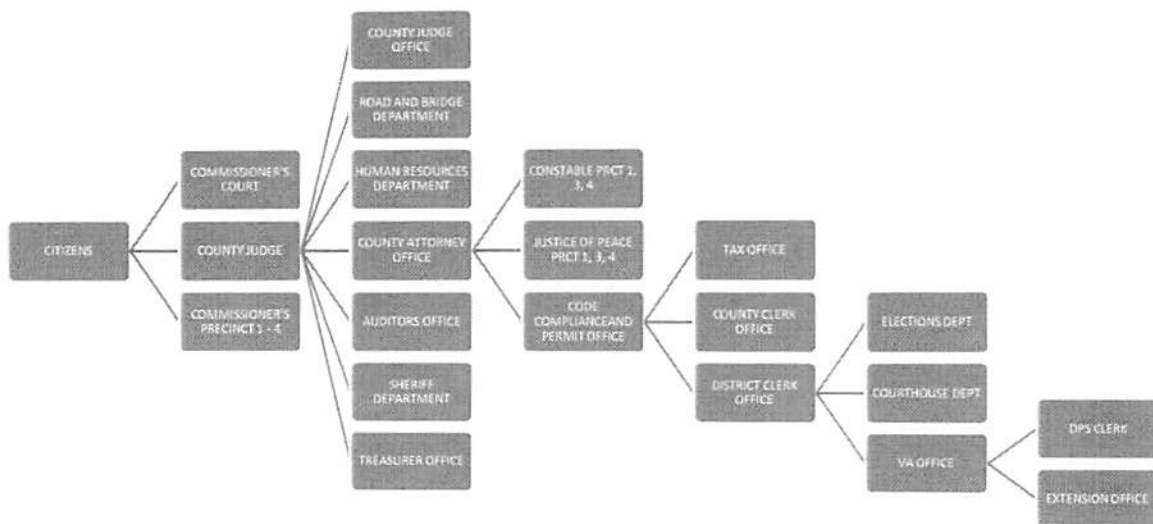 CITIZENS
COMMISSIONER'S
COURT
COUNTY JUDGE
COMMISSIONER'S
PRECINCT 1 - 4
COUNTY JUDGE
OFFICE
ROAD AND BRIDGE
DEPARTMENT
HUMAN RESOURCES
DEPARTMENT
COUNTY ATTORNEY
OFFICE
AUDITORS OFFICE
SHERIFF
DEPARTMENT
TREASURER OFFICE
CONSTABLE PRCT 1,
3, 4
JUSTICE OF PEACE
PRCT 1, 3, 4
CODE
COMPLIANCEAND
PERMIT OFFICE
TAX OFFICE
COUNTY CLERK
OFFICE
DISTRICT CLERK
OFFICE
ELECTIONS DEPT
COURTHOUSE DEPT
VA OFFICE
DPS CLERK
EXTENSION OFFICE